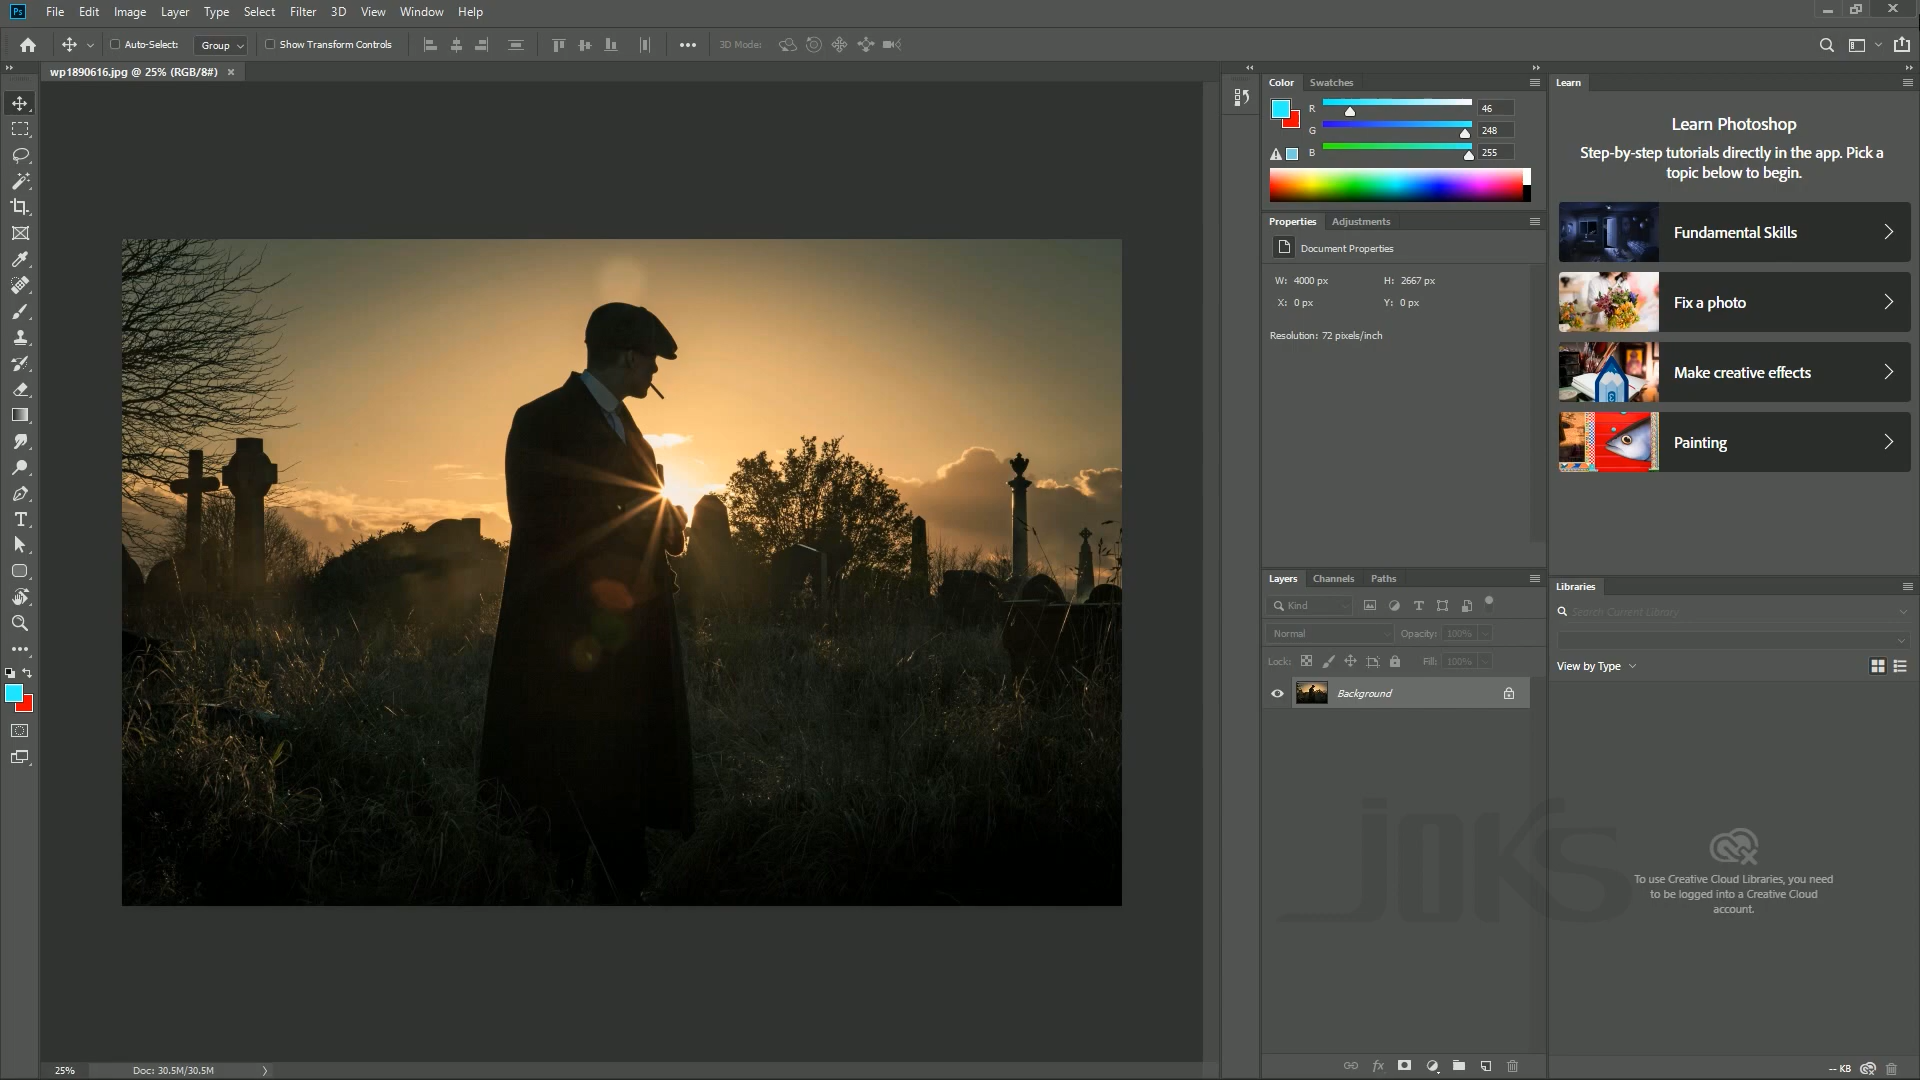 Ps File Edit Image Layer Type Select Filter 3D View Window Help
Auto-Select: Group Show Transform Controls 3D Mode:
wp1890616.jpg @ 25% (RGB/8#)
Color Swatches
R 46
G 248
B 255
Properties Adjustments
Document Properties
W: 4000 px H: 2667 px
X: 0 px Y: 0 px
Resolution: 72 pixels/inch
Layers Channels Paths
Kind
Normal Opacity: 100%
Lock: Fill: 100%
Background
Learn
Learn Photoshop
Step-by-step tutorials directly in the app. Pick a
topic below to begin.
Fundamental Skills
Fix a photo
Make creative effects
Painting
Libraries
Search Current Library
View by Type
JOKS
To use Creative Cloud Libraries, you need
to be logged into a Creative Cloud
account.
25% Doc: 30.5M/30.5M
-- KB